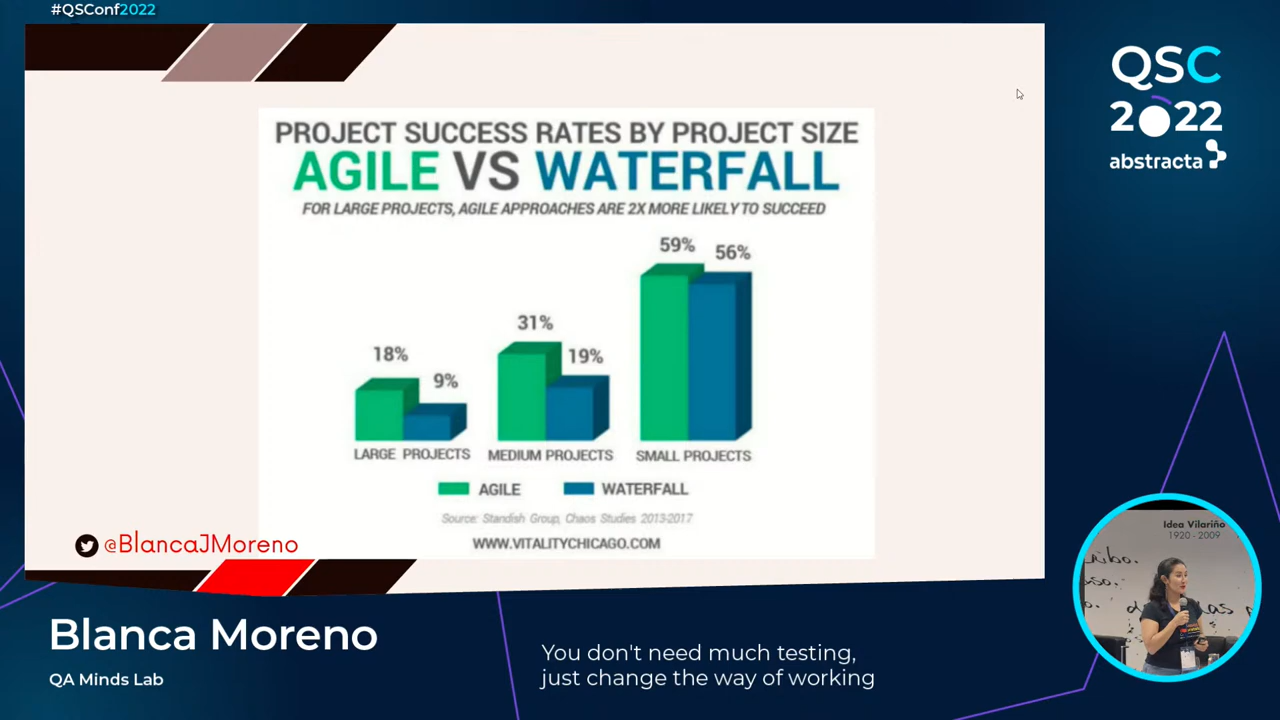 #QSConf2022
QSC
2022
abstracta
PROJECT SUCCESS RATES BY PROJECT SIZE
AGILE VS WATERFALL
FOR LARGE PROJECTS, AGILE APPROACHES ARE 2X MORE LIKELY TO SUCCEED
59%
56%
31%
19%
18%
9%
LARGE PROJECTS
MEDIUM PROJECTS
SMALL PROJECTS
AGILE
WATERFALL
Source: Standish Group, Chaos Studies 2013-2017
WWW.VITALITYCHICAGO.COM
@BlancaJMoreno
Idea Vilariño
1920 - 2009
Blanca Moreno
QA Minds Lab
You don't need much testing,
just change the way of working